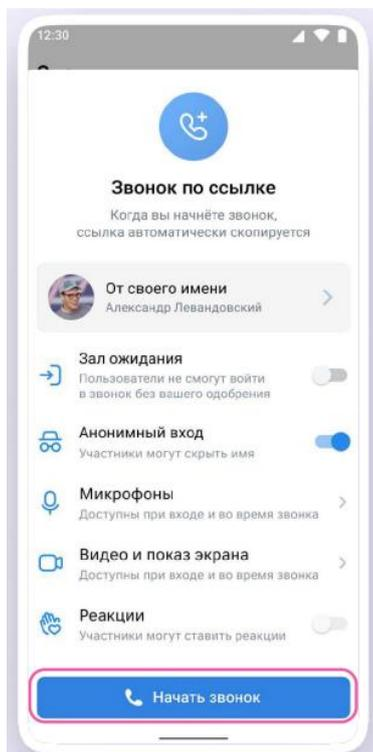 12:30
Звонок по ссылке
Когда вы начнёте звонок,
ссылка автоматически скопируется
От своего имени
Александр Левандовский
Зал ожидания
Пользователи не смогут войти
в звонок без вашего одобрения
Анонимный вход
Участники могут скрыть имя
Микрофоны
Доступны при входе и во время звонка
Видео и показ экрана
Доступны при входе и во время звонка
Реакции
Участники могут ставить реакции
Начать звонок